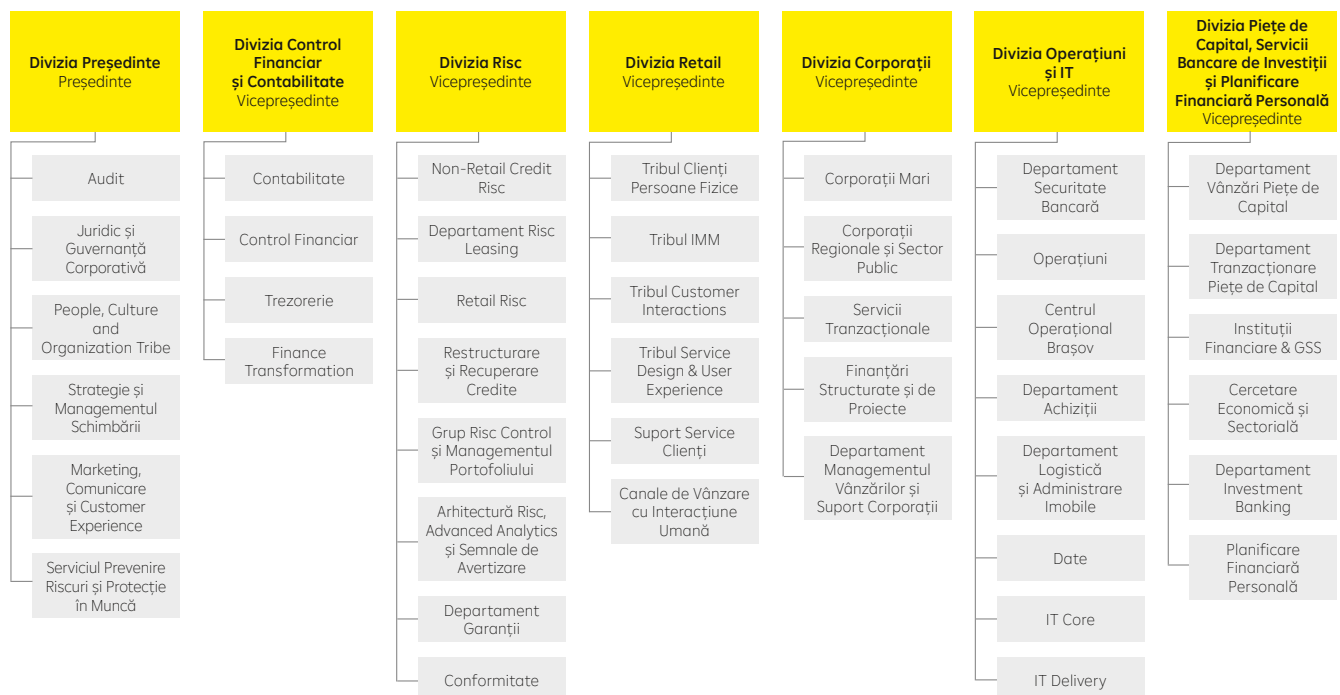 Divizia Președinte
Președinte
Audit
Juridic și
Guvernanță
Corporativă
People, Culture
and
Organization Tribe
Strategie și
Managementul
Schimbării
Marketing,
Comunicare
și Customer
Experience
Serviciul Prevenire
Riscuri și Protecție
în Muncă
Divizia Control
Financiar
și Contabilitate
Vicepreședinte
Contabilitate
Control Financiar
Trezorerie
Finance
Transformation
Divizia Risc
Vicepreședinte
Non-Retail Credit
Risc
Departament Risc
Leasing
Retail Risc
Restructurare
și Recuperare
Credite
Grup Risc Control
și Managementul
Portofoliului
Arhitectură Risc,
Advanced Analytics
și Semnale de
Avertizare
Departament
Garanții
Conformitate
Divizia Retail
Vicepreședinte
Tribul Clienți
Persoane Fizice
Tribul IMM
Tribul Customer
Interactions
Tribul Service
Design & User
Experience
Suport Service
Clienți
Canale de Vânzare
cu Interacțiune
Umană
Divizia Corporații
Vicepreședinte
Corporații Mari
Corporații
Regionale și Sector
Public
Servicii
Tranzacționale
Finanțări
Structurate și de
Proiecte
Departament
Managementul
Vânzărilor și
Suport Corporații
Divizia Operațiuni
și IT
Vicepreședinte
Departament
Securitate
Bancară
Operațiuni
Centrul
Operațional
Brașov
Departament
Achiziții
Departament
Logistică
și Administrare
Imobile
Date
IT Core
IT Delivery
Divizia Piețe de
Capital, Servicii
Bancare de Investiții
și Planificare
Financiară Personală
Vicepreședinte
Departament
Vânzări Piețe de
Capital
Departament
Tranzacționare
Piețe de Capital
Instituții
Financiare & GSS
Cercetare
Economică și
Sectorială
Departament
Investment
Banking
Planificare
Financiară
Personală